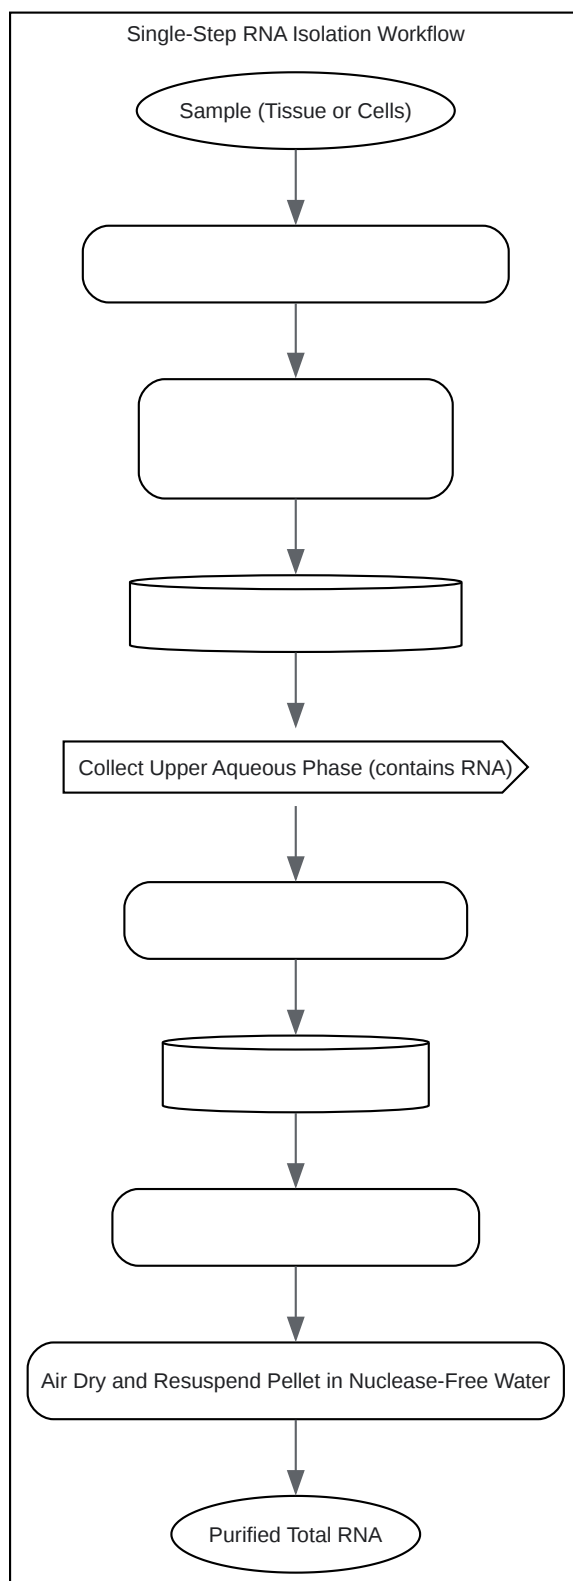 Single-Step RNA Isolation Workflow
Sample (Tissue or Cells)
Collect Upper Aqueous Phase (contains RNA)
Air Dry and Resuspend Pellet in Nuclease-Free Water
Purified Total RNA